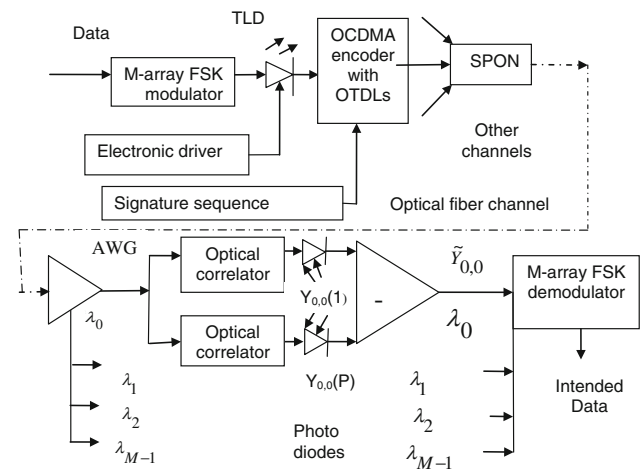 Data
TLD
M-array FSK
modulator
OCDMA
encoder
with
OTDLs
SPON
Electronic driver
Other
channels
Signature sequence
Optical fiber channel
AWG
λ0
Optical
correlator
Y0,0(1)
Optical
correlator
Y0,0(P)
-
Ỹ0,0
λ0
M-array FSK
demodulator
λ1
λ2
λM−1
Photo
diodes
λ1
λ2
λM−1
Intended
Data